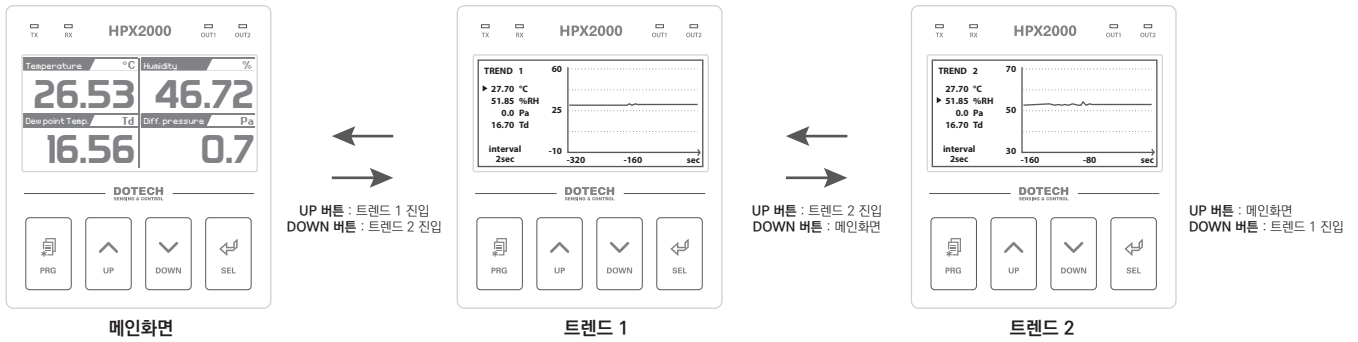 TX RX HPX2000 OUT1 OUT2
Temperature °C Humidity %
26.53 46.72
Dew point Temp. Td Diff. pressure Pa
16.56 0.7
DOTECH
SENSING & CONTROL
PRG UP DOWN SEL
메인화면
UP 버튼 : 트렌드 1 진입
DOWN 버튼 : 트렌드 2 진입
TX RX HPX2000 OUT1 OUT2
TREND 1 60
27.70 °C
51.85 %RH 25
0.0 Pa
16.70 Td
interval -10
2sec -320 -160 sec
DOTECH
SENSING & CONTROL
PRG UP DOWN SEL
트렌드 1
UP 버튼 : 트렌드 2 진입
DOWN 버튼 : 메인화면
TX RX HPX2000 OUT1 OUT2
TREND 2 70
27.70 °C
51.85 %RH 50
0.0 Pa
16.70 Td
interval 30
2sec -160 -80 sec
DOTECH
SENSING & CONTROL
PRG UP DOWN SEL
트렌드 2
UP 버튼 : 메인화면
DOWN 버튼 : 트렌드 1 진입